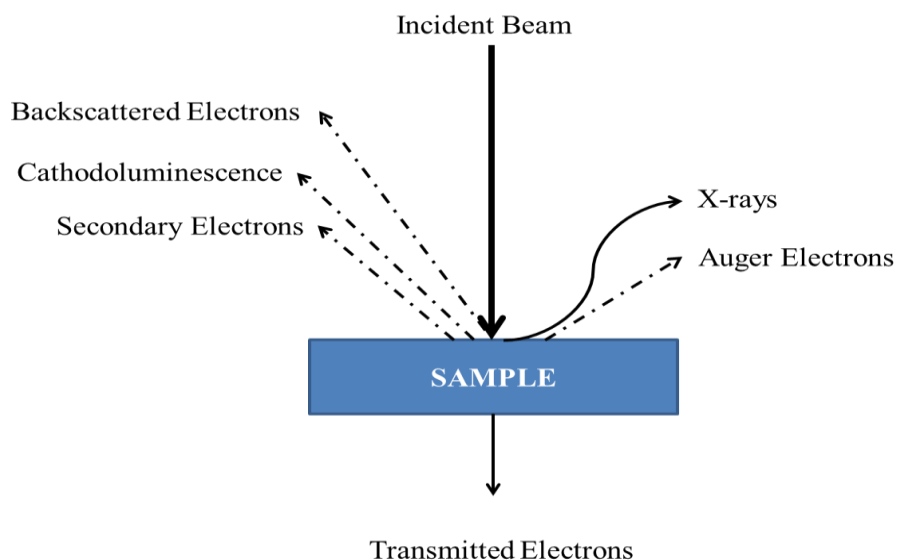 Incident Beam
Backscattered Electrons
Cathodoluminescence
Secondary Electrons
X-rays
Auger Electrons
SAMPLE
Transmitted Electrons